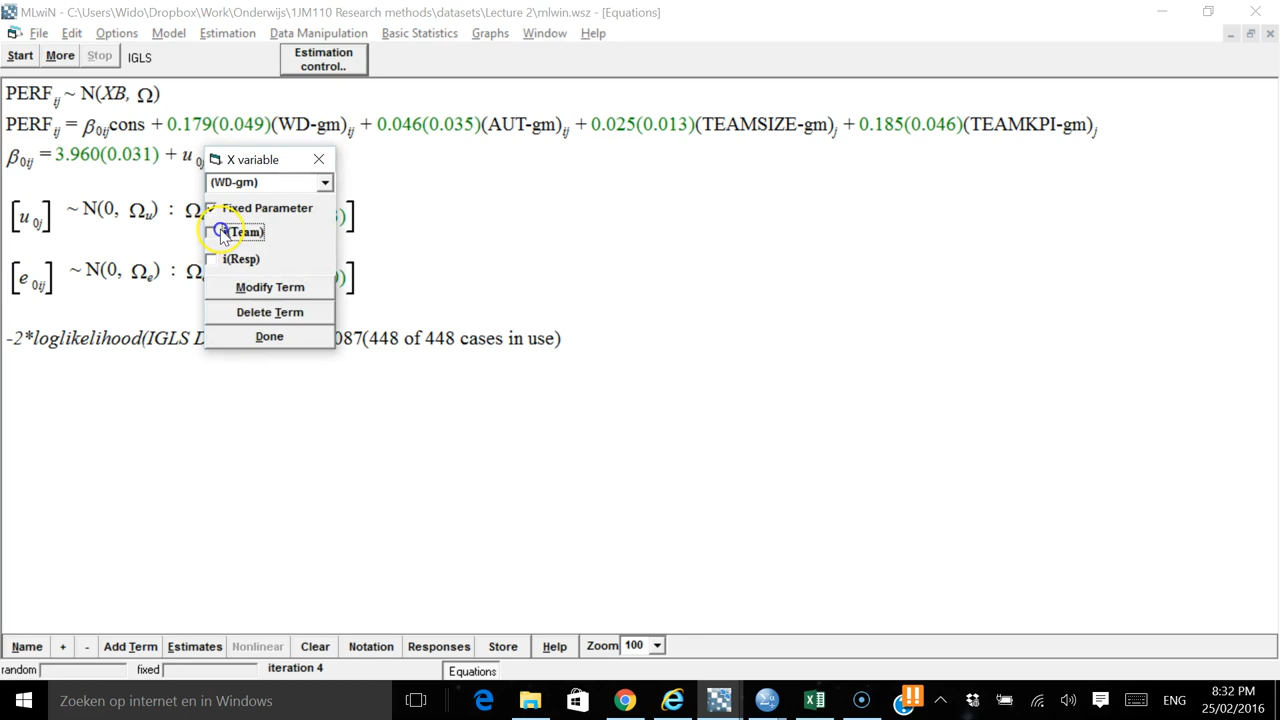 MLwiN - C:\Users\Wido\Dropbox\Work\Onderwijs\1JM110 Research methods\datasets\Lecture 2\mlwin.wsz - [Equations]
File Edit Options Model Estimation Data Manipulation Basic Statistics Graphs Window Help
Start More Stop IGLS Estimation control..
PERFij ~ N(XB, Ω)
PERFij = β0ijcons + 0.179(0.049)(WD-gm)ij + 0.046(0.035)(AUT-gm)ij + 0.025(0.013)(TEAMSIZE-gm)j + 0.185(0.046)(TEAMKPI-gm)j
β0ij = 3.960(0.031) + u0
X variable
(WD-gm)
Fixed Parameter
[u0j] ~ N(0, Ωu) : Ω )]
(Team)
i(Resp)
[e0ij] ~ N(0, Ωe) : Ω )]
Modify Term
Delete Term
Done
-2*loglikelihood(IGLS D 087(448 of 448 cases in use)
Name + - Add Term Estimates Nonlinear Clear Notation Responses Store Help Zoom 100
random fixed iteration 4 Equations
Zoeken op internet en in Windows
ENG
8:32 PM
25/02/2016